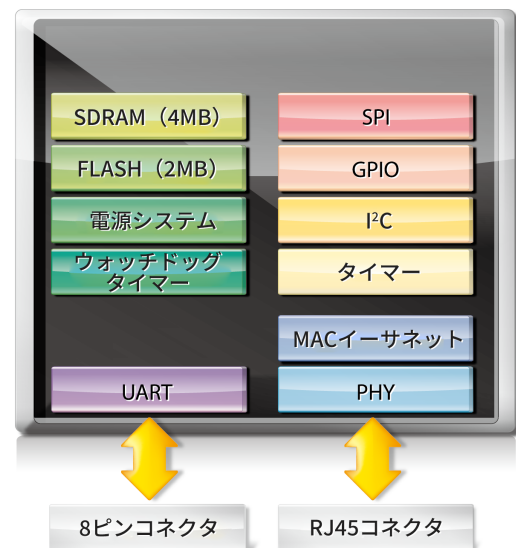 SDRAM（4MB）
FLASH（2MB）
電源システム
ウォッチドッグ
タイマー
UART
SPI
GPIO
I²C
タイマー
MACイーサネット
PHY
8ピンコネクタ
RJ45コネクタ